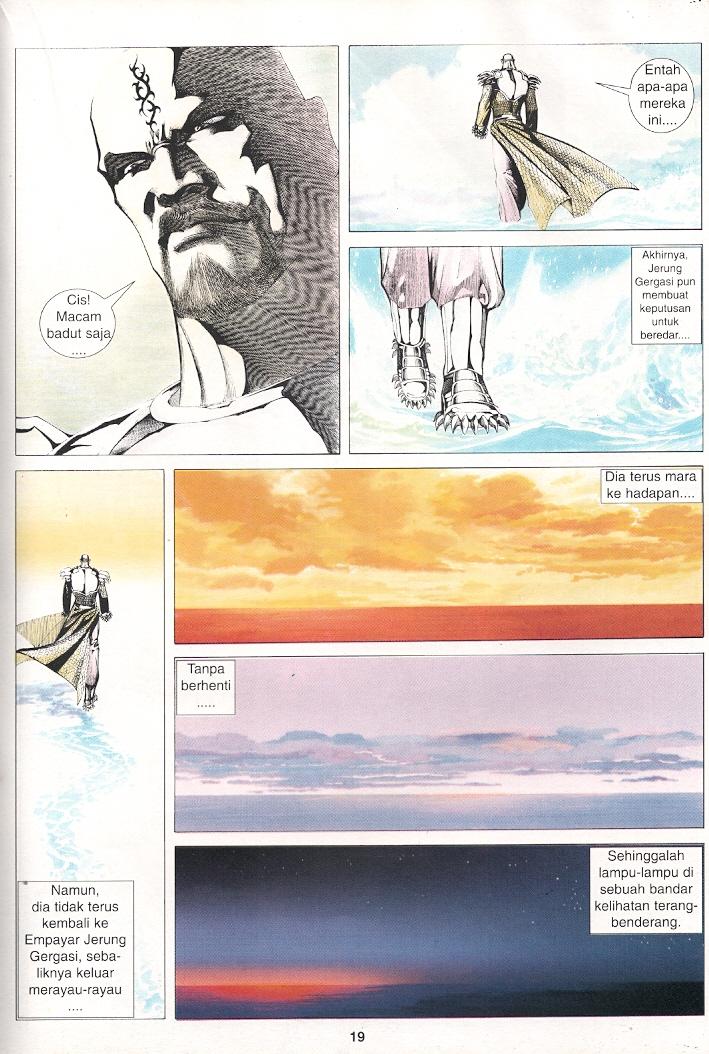 Cis!
Macam
badut saja
....
Entah
apa-apa
mereka
ini....
Akhirnya,
Jerung
Gergasi pun
membuat
keputusan
untuk
beredar....
Namun,
dia tidak terus
kembali ke
Empayar Jerung
Gergasi, seba-
liknya keluar
merayau-rayau
....
Dia terus mara
ke hadapan....
Tanpa
berhenti
.....
Sehinggalah
lampu-lampu di
sebuah bandar
kelihatan terang-
benderang.
19